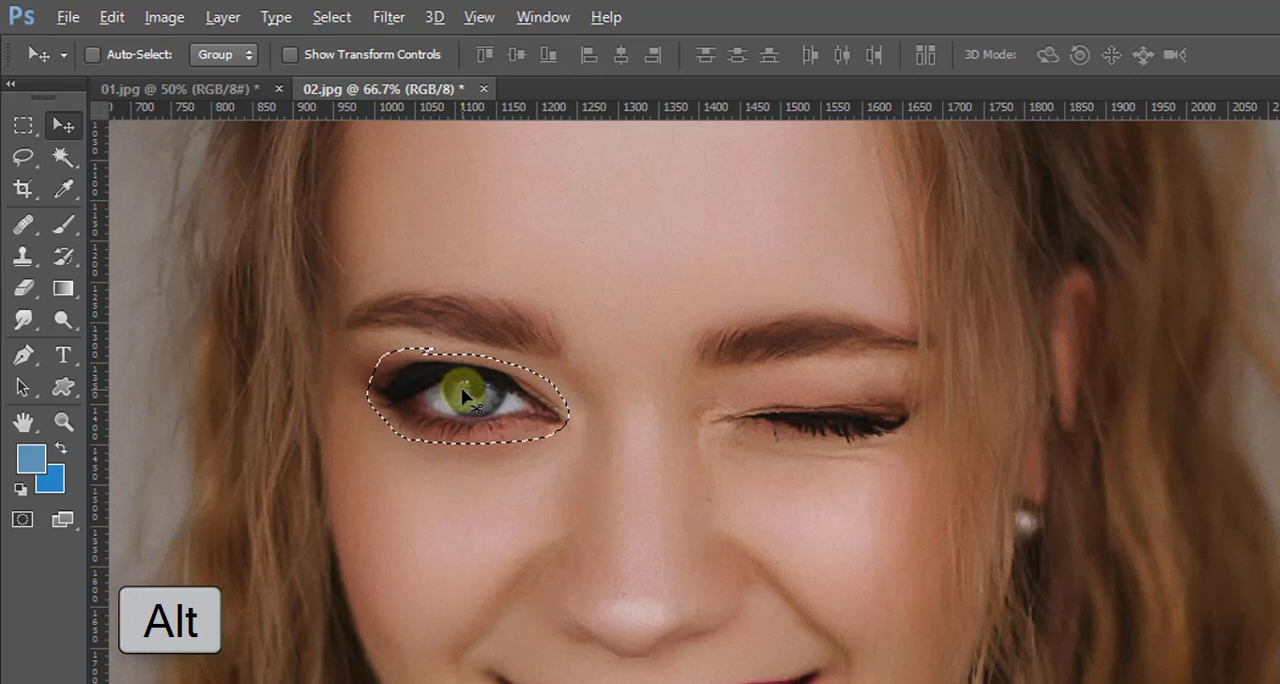 Ps File Edit Image Layer Type Select Filter 3D View Window Help
Auto-Select: Group Show Transform Controls 3D Mode:
01.jpg @ 50% (RGB/8#) * × 02.jpg @ 66.7% (RGB/8) * ×
700 750 800 850 900 950 1000 1050 1100 1150 1200 1250 1300 1350 1400 1450 1500 1550 1600 1650 1700 1750 1800 1850 1900 1950 2000 2050
T
Alt